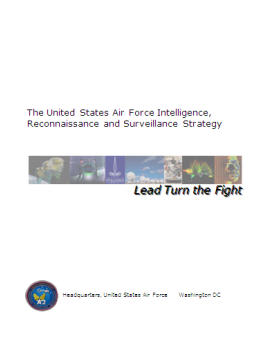 The United States Air Force Intelligence,
Reconnaissance and Surveillance Strategy
Lead Turn the Fight
Headquarters, United States Air Force Washington DC
A2